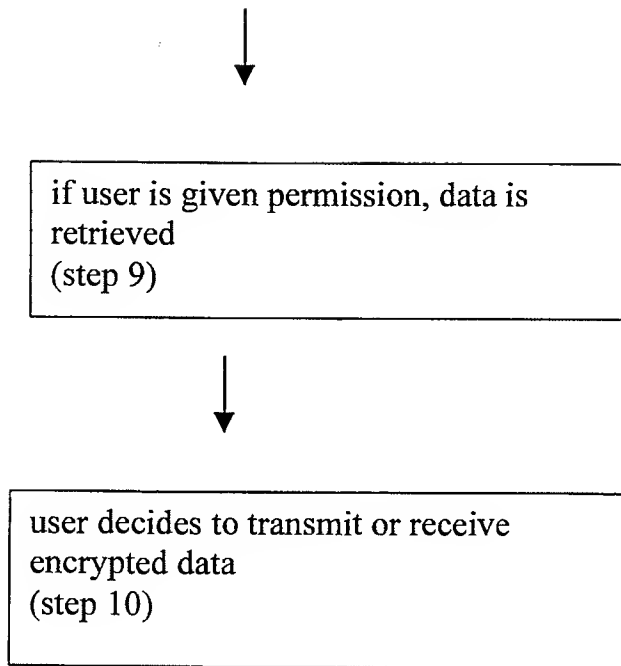 if user is given permission, data is
retrieved
(step 9)
user decides to transmit or receive
encrypted data
(step 10)